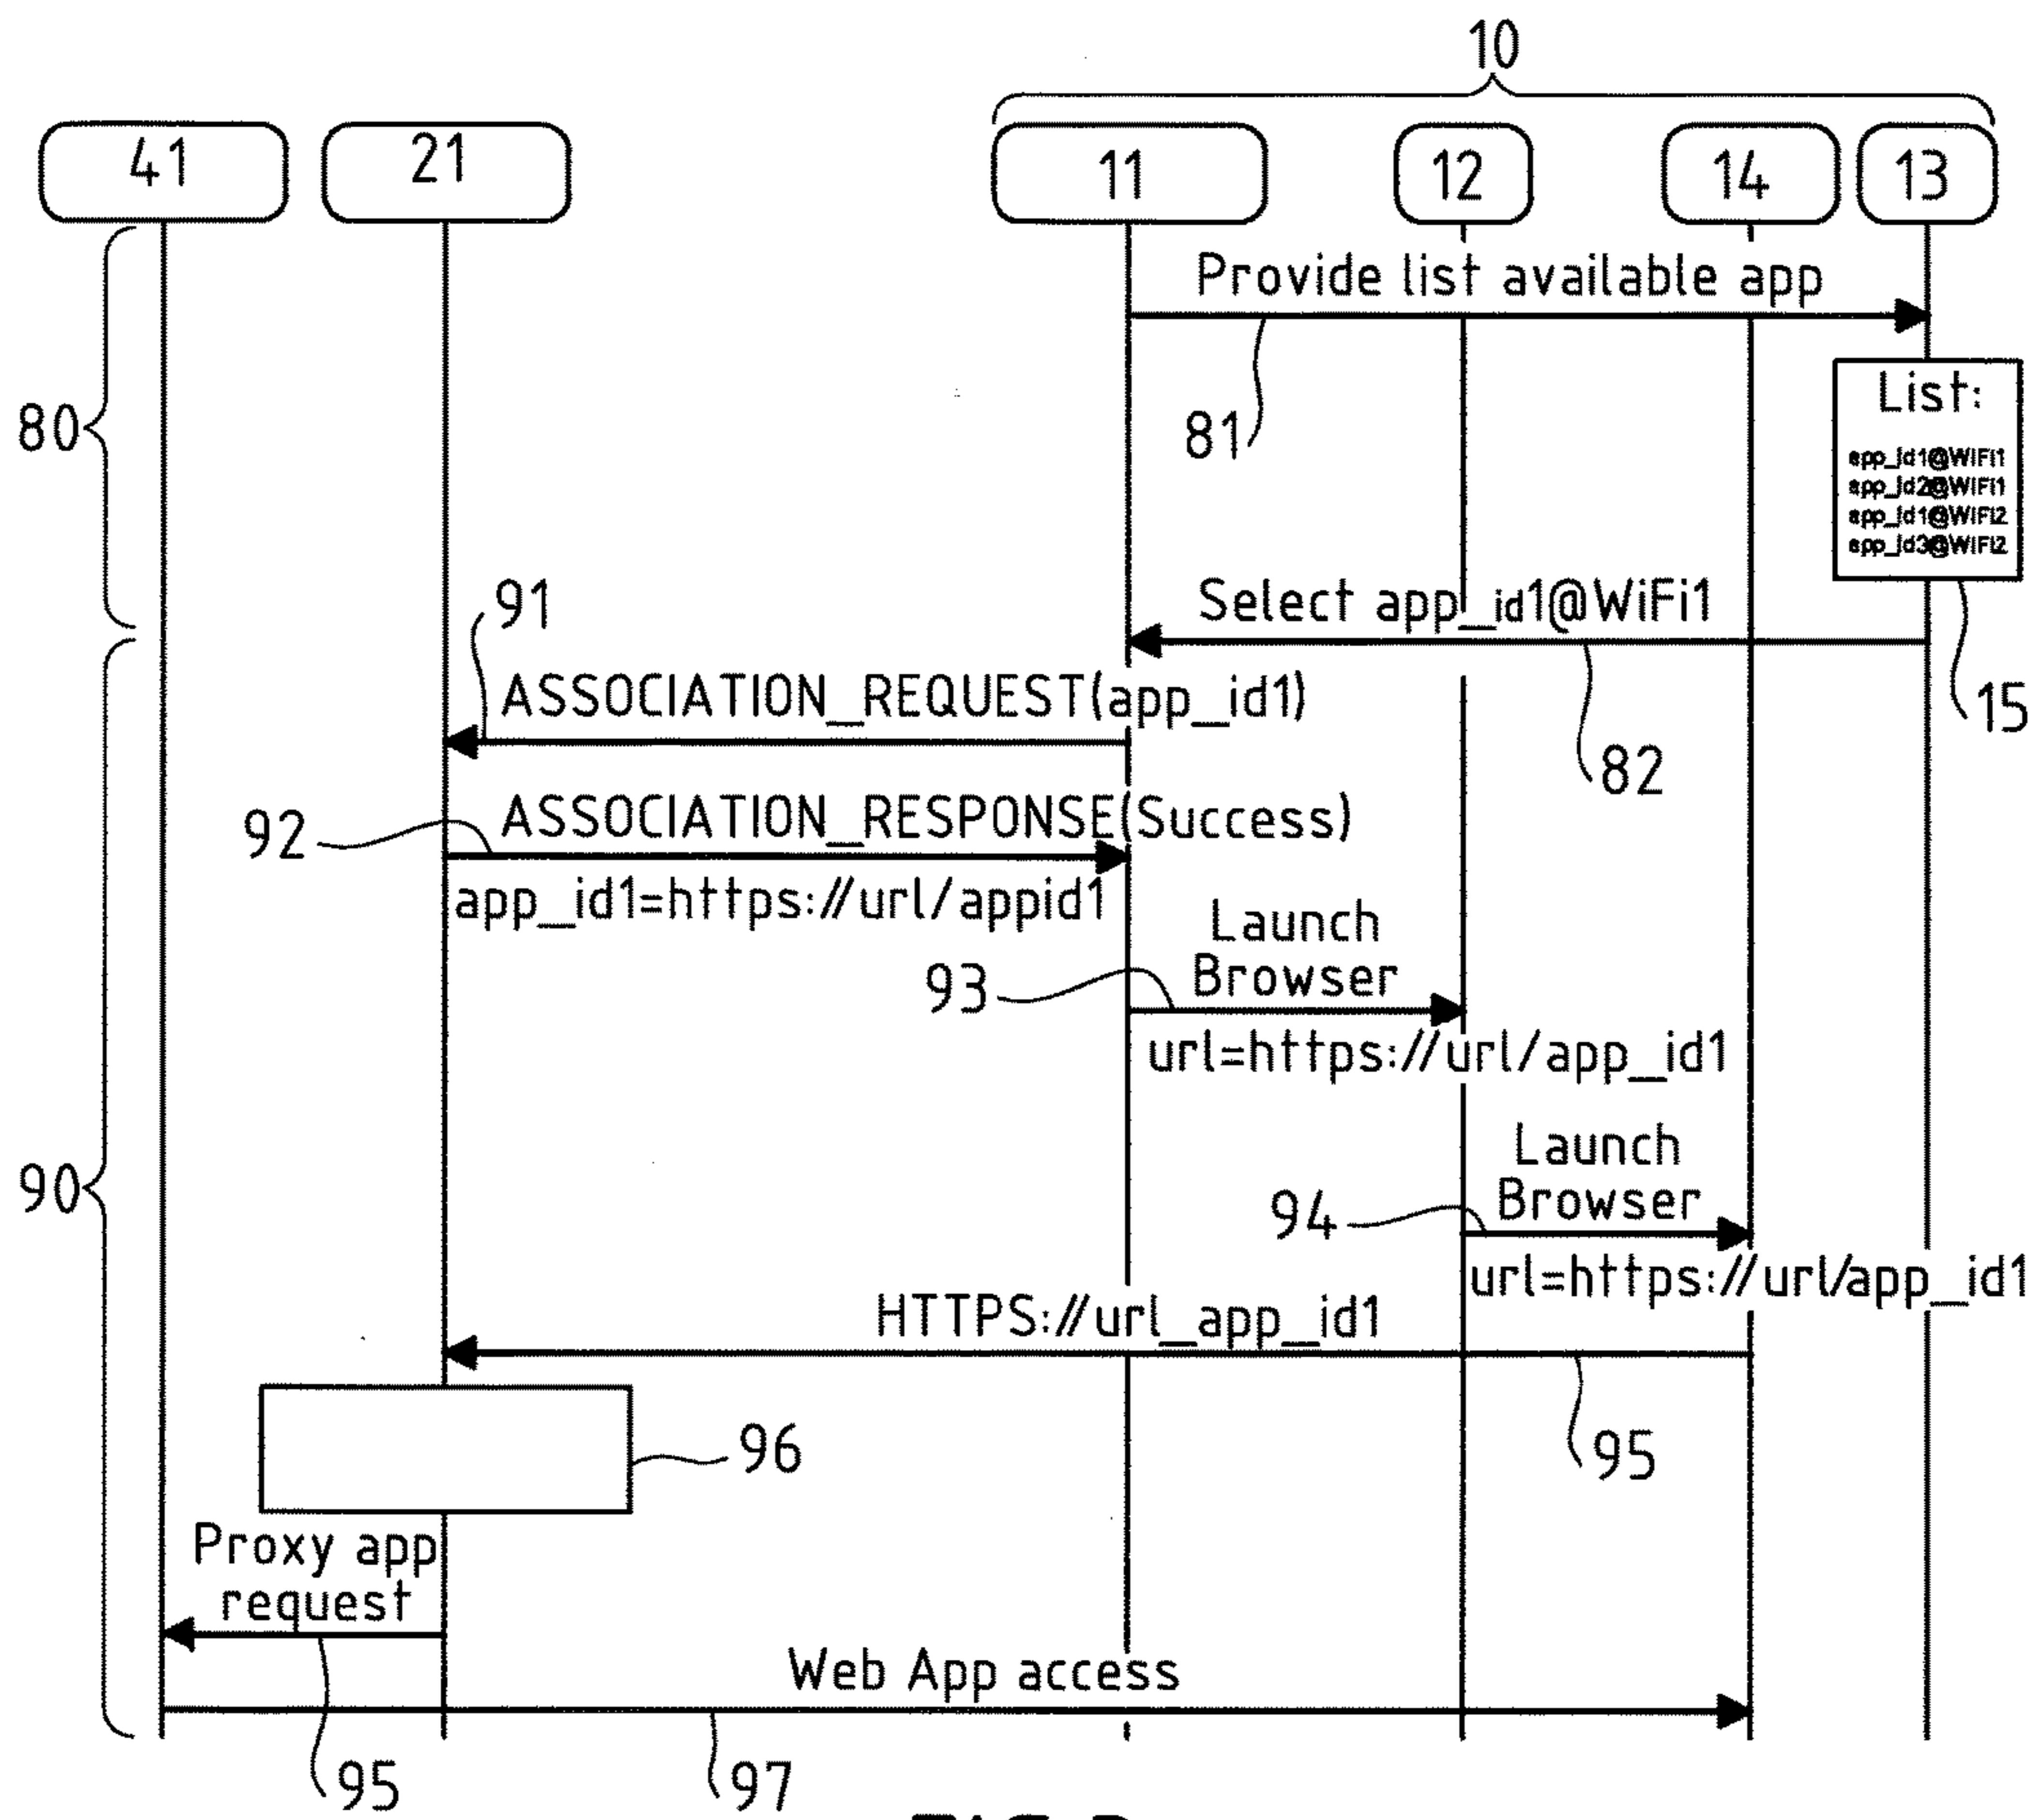 10
41
21
11
12
14
13
Provide list available app
81
80
List:
app_id1@WIFI1
app_id2@WIFI1
app_id1@WIFI2
app_id3@WIFI2
Select app_id1@WiFi1
91
15
82
ASSOCIATION_REQUEST(app_id1)
ASSOCIATION_RESPONSE(Success)
92
app_id1=https://url/appid1
Launch
Browser
93
url=https://url/app_id1
Launch
Browser
90
94
url=https://url/app_id1
HTTPS://url_app_id1
96
95
Proxy app
request
Web App access
95
97